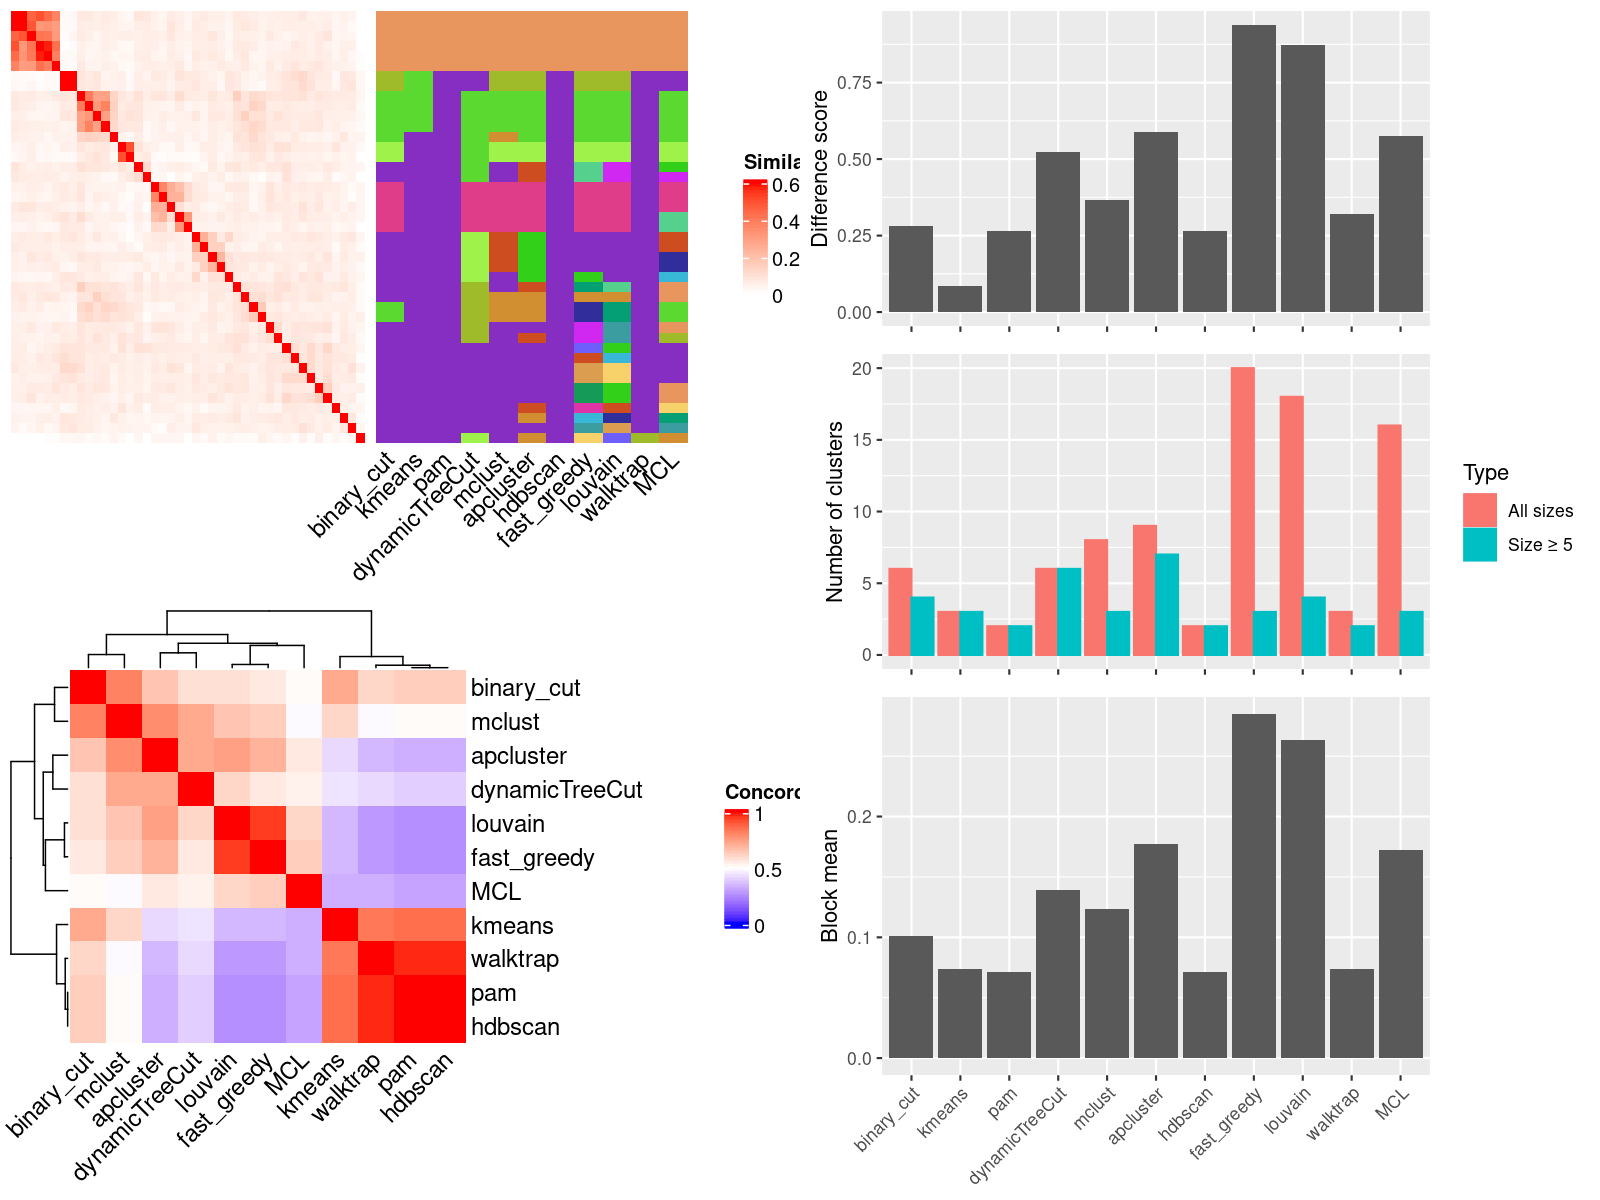 Simila
0.6
0.4
0.2
0
binary_cut
kmeans
pam
dynamicTreeCut
mclust
apcluster
hdbscan
fast_greedy
louvain
walktrap
MCL
Difference score
0.75
0.50
0.25
0.00
Number of clusters
20
15
10
5
0
Type
All sizes
Size ≥ 5
binary_cut
mclust
apcluster
dynamicTreeCut
louvain
fast_greedy
MCL
kmeans
walktrap
pam
hdbscan
binary_cut
mclust
apcluster
dynamicTreeCut
louvain
fast_greedy
MCL
kmeans
walktrap
pam
hdbscan
Concord
1
0.5
0
Block mean
0.2
0.1
0.0
binary_cut
kmeans
pam
dynamicTreeCut
mclust
apcluster
hdbscan
fast_greedy
louvain
walktrap
MCL